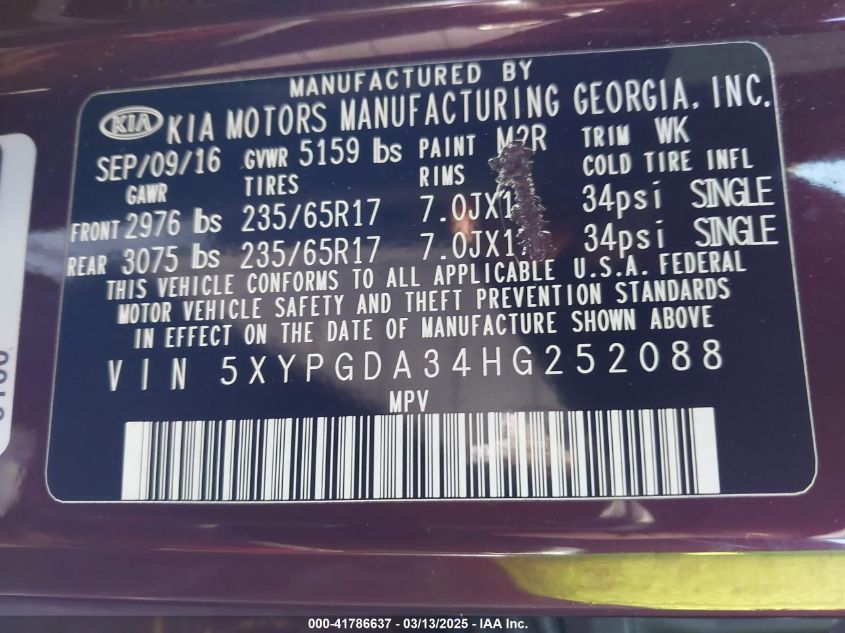 MANUFACTURED BY
KIA KIA MOTORS MANUFACTURING GEORGIA, INC.
SEP/09/16 GVWR 5159 lbs PAINT M2R TRIM WK
GAWR TIRES RIMS COLD TIRE INFL
FRONT 2976 lbs 235/65R17 34psi SINGLE
REAR 3075 lbs 235/65R17 34psi SINGLE
THIS VEHICLE CONFORMS TO ALL APPLICABLE U.S.A. FEDERAL
MOTOR VEHICLE SAFETY AND THEFT PREVENTION STANDARDS
IN EFFECT ON THE DATE OF MANUFACTURE SHOWN ABOVE
VIN 5XYPGDA34HG252088
MPV
000-41786637 - 03/13/2025 - IAA Inc.